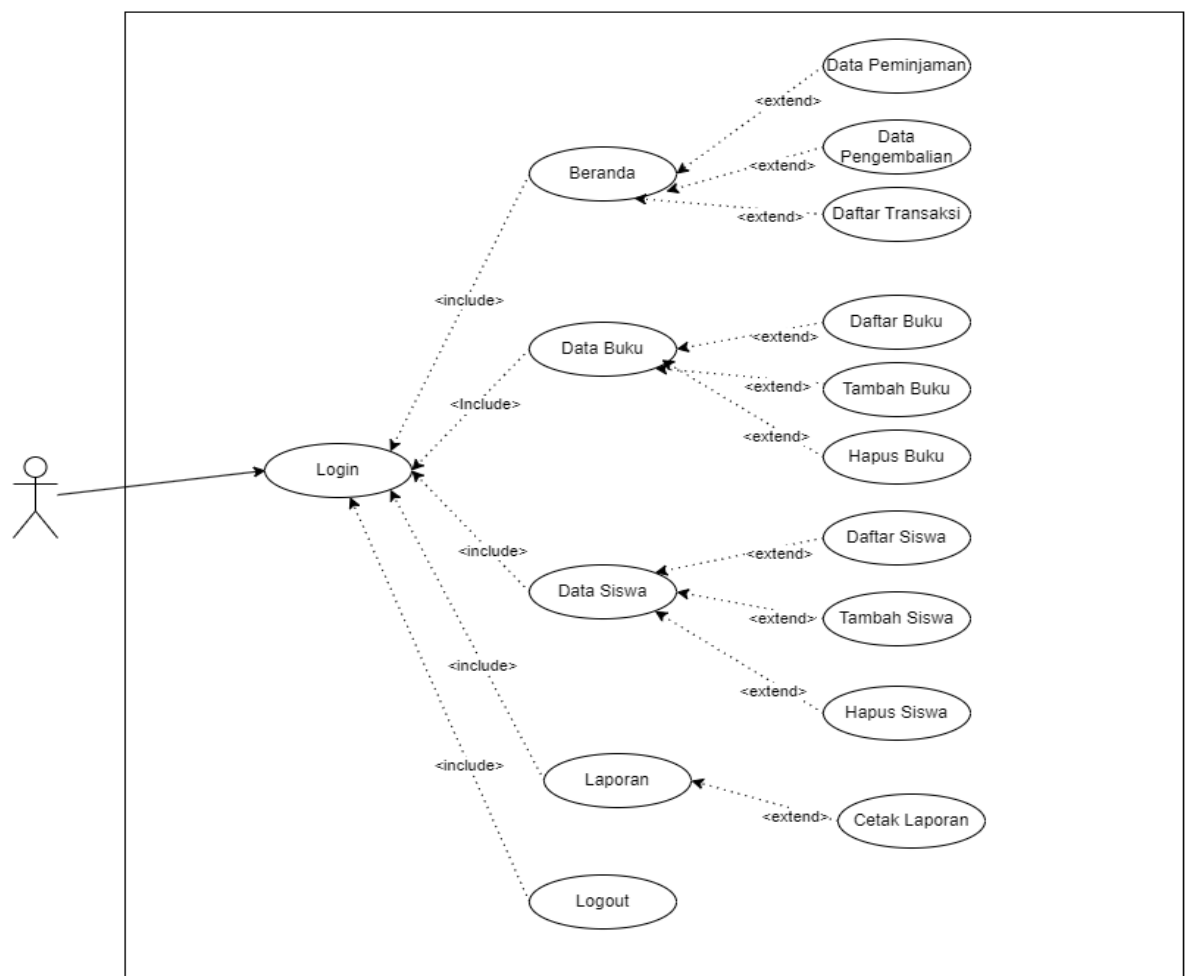 Data Peminjaman
<extend>
Data
Pengembalian
<extend>
Beranda
Daftar Transaksi
<extend>
<include>
Daftar Buku
<extend>
Data Buku
Tambah Buku
<extend>
<Include>
<extend>
Hapus Buku
Login
Daftar Siswa
<extend>
<include>
Data Siswa
Tambah Siswa
<extend>
<include>
<extend>
Hapus Siswa
<include>
Laporan
<extend>
Cetak Laporan
Logout